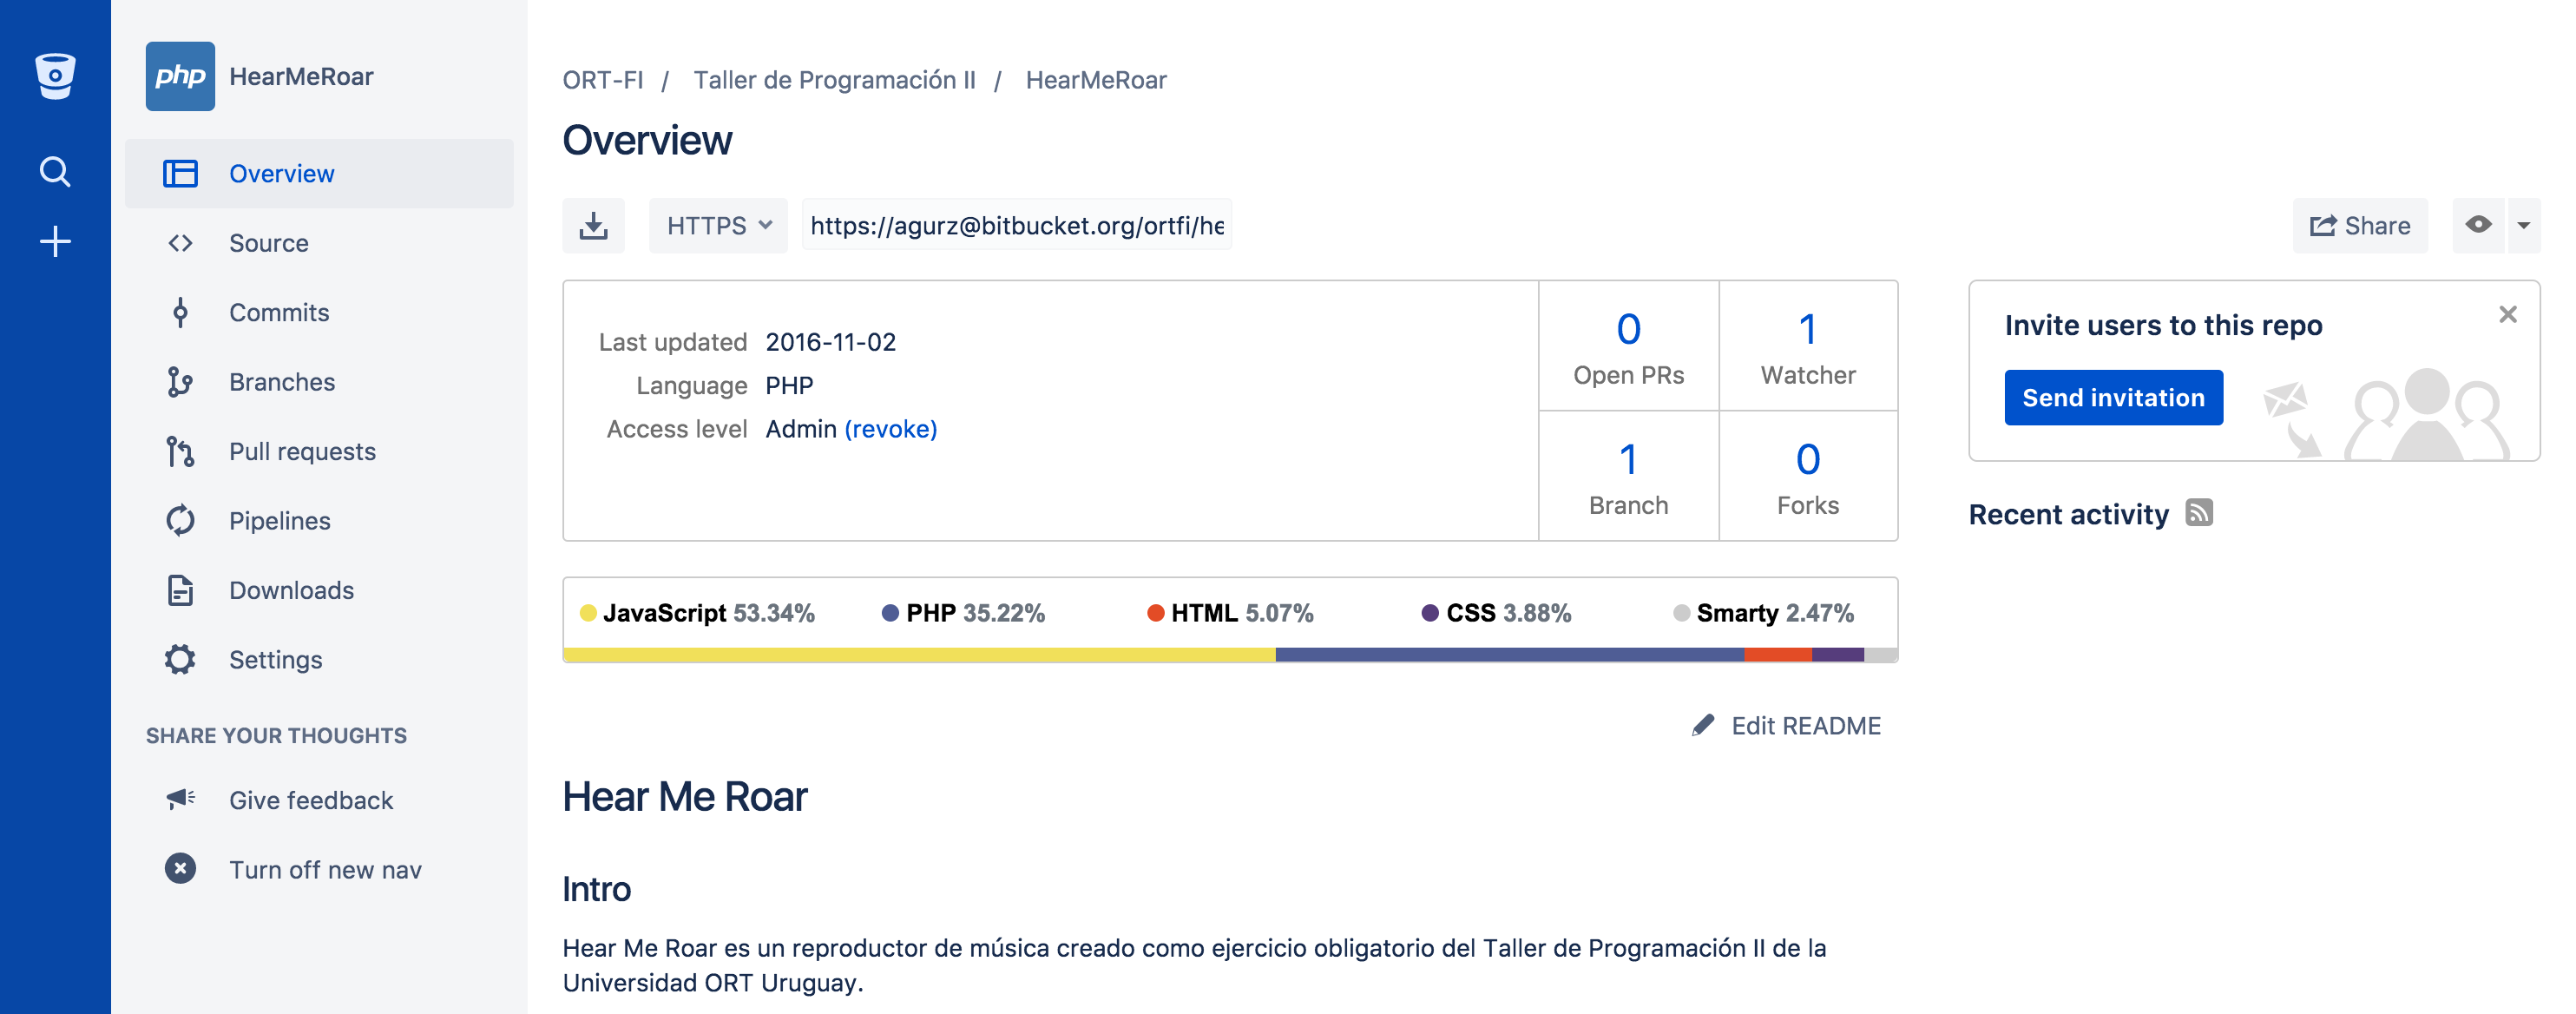 php HearMeRoar
Overview
Source
Commits
Branches
Pull requests
Pipelines
Downloads
Settings
SHARE YOUR THOUGHTS
Give feedback
Turn off new nav
ORT-FI / Taller de Programación II / HearMeRoar
Overview
HTTPS https://agurz@bitbucket.org/ortfi/he
Share
Last updated 2016-11-02
Language PHP
Access level Admin (revoke)
0
Open PRs
1
Watcher
1
Branch
0
Forks
Invite users to this repo
Send invitation
Recent activity
JavaScript 53.34% PHP 35.22% HTML 5.07% CSS 3.88% Smarty 2.47%
Edit README
Hear Me Roar
Intro
Hear Me Roar es un reproductor de música creado como ejercicio obligatorio del Taller de Programación II de la
Universidad ORT Uruguay.